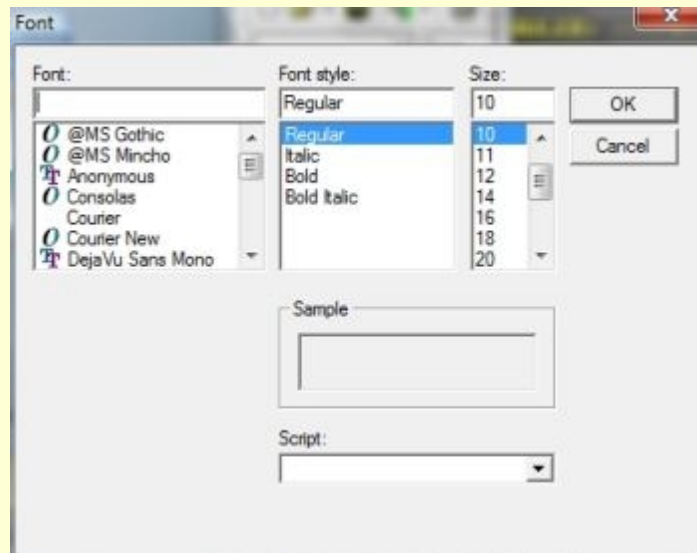 Font
Font:
Font style:
Size:
Regular
10
OK
Cancel
@MS Gothic
@MS Mincho
Anonymous
Consolas
Courier
Courier New
DejaVu Sans Mono
Regular
Italic
Bold
Bold Italic
10
11
12
14
16
18
20
Sample
Script: